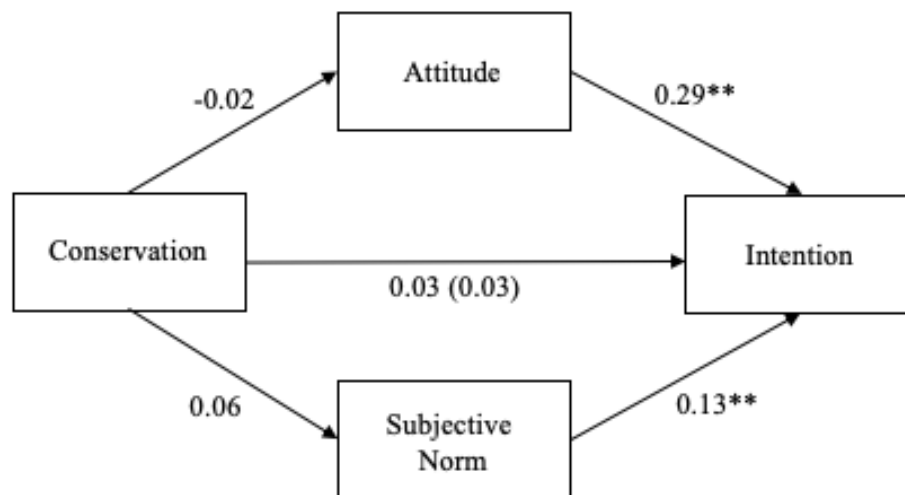 Attitude
-0.02
0.29**
Conservation
Intention
0.03 (0.03)
0.06
0.13**
Subjective
Norm